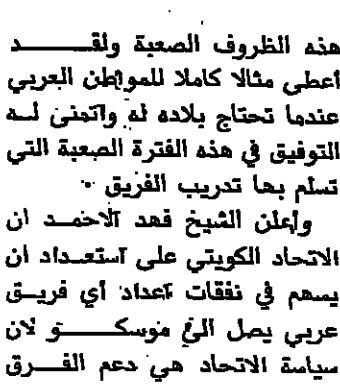 هذه الظروف الصعبة ولقد
أعطى مثالا كاملا للمواطن العربي
عندما تحتاج بلاده له واتمنى له
التوفيق في هذه الفترة الصعبة التي
تسلم بها تدريب الفريق .
وأعلن الشيخ فهد الاحمد ان
الاتحاد الكويتي على استعداد ان
يسهم في نفقات اعداد أي فريق
عربي يصل الى موسكو لان
سياسة الاتحاد هي دعم الفرق